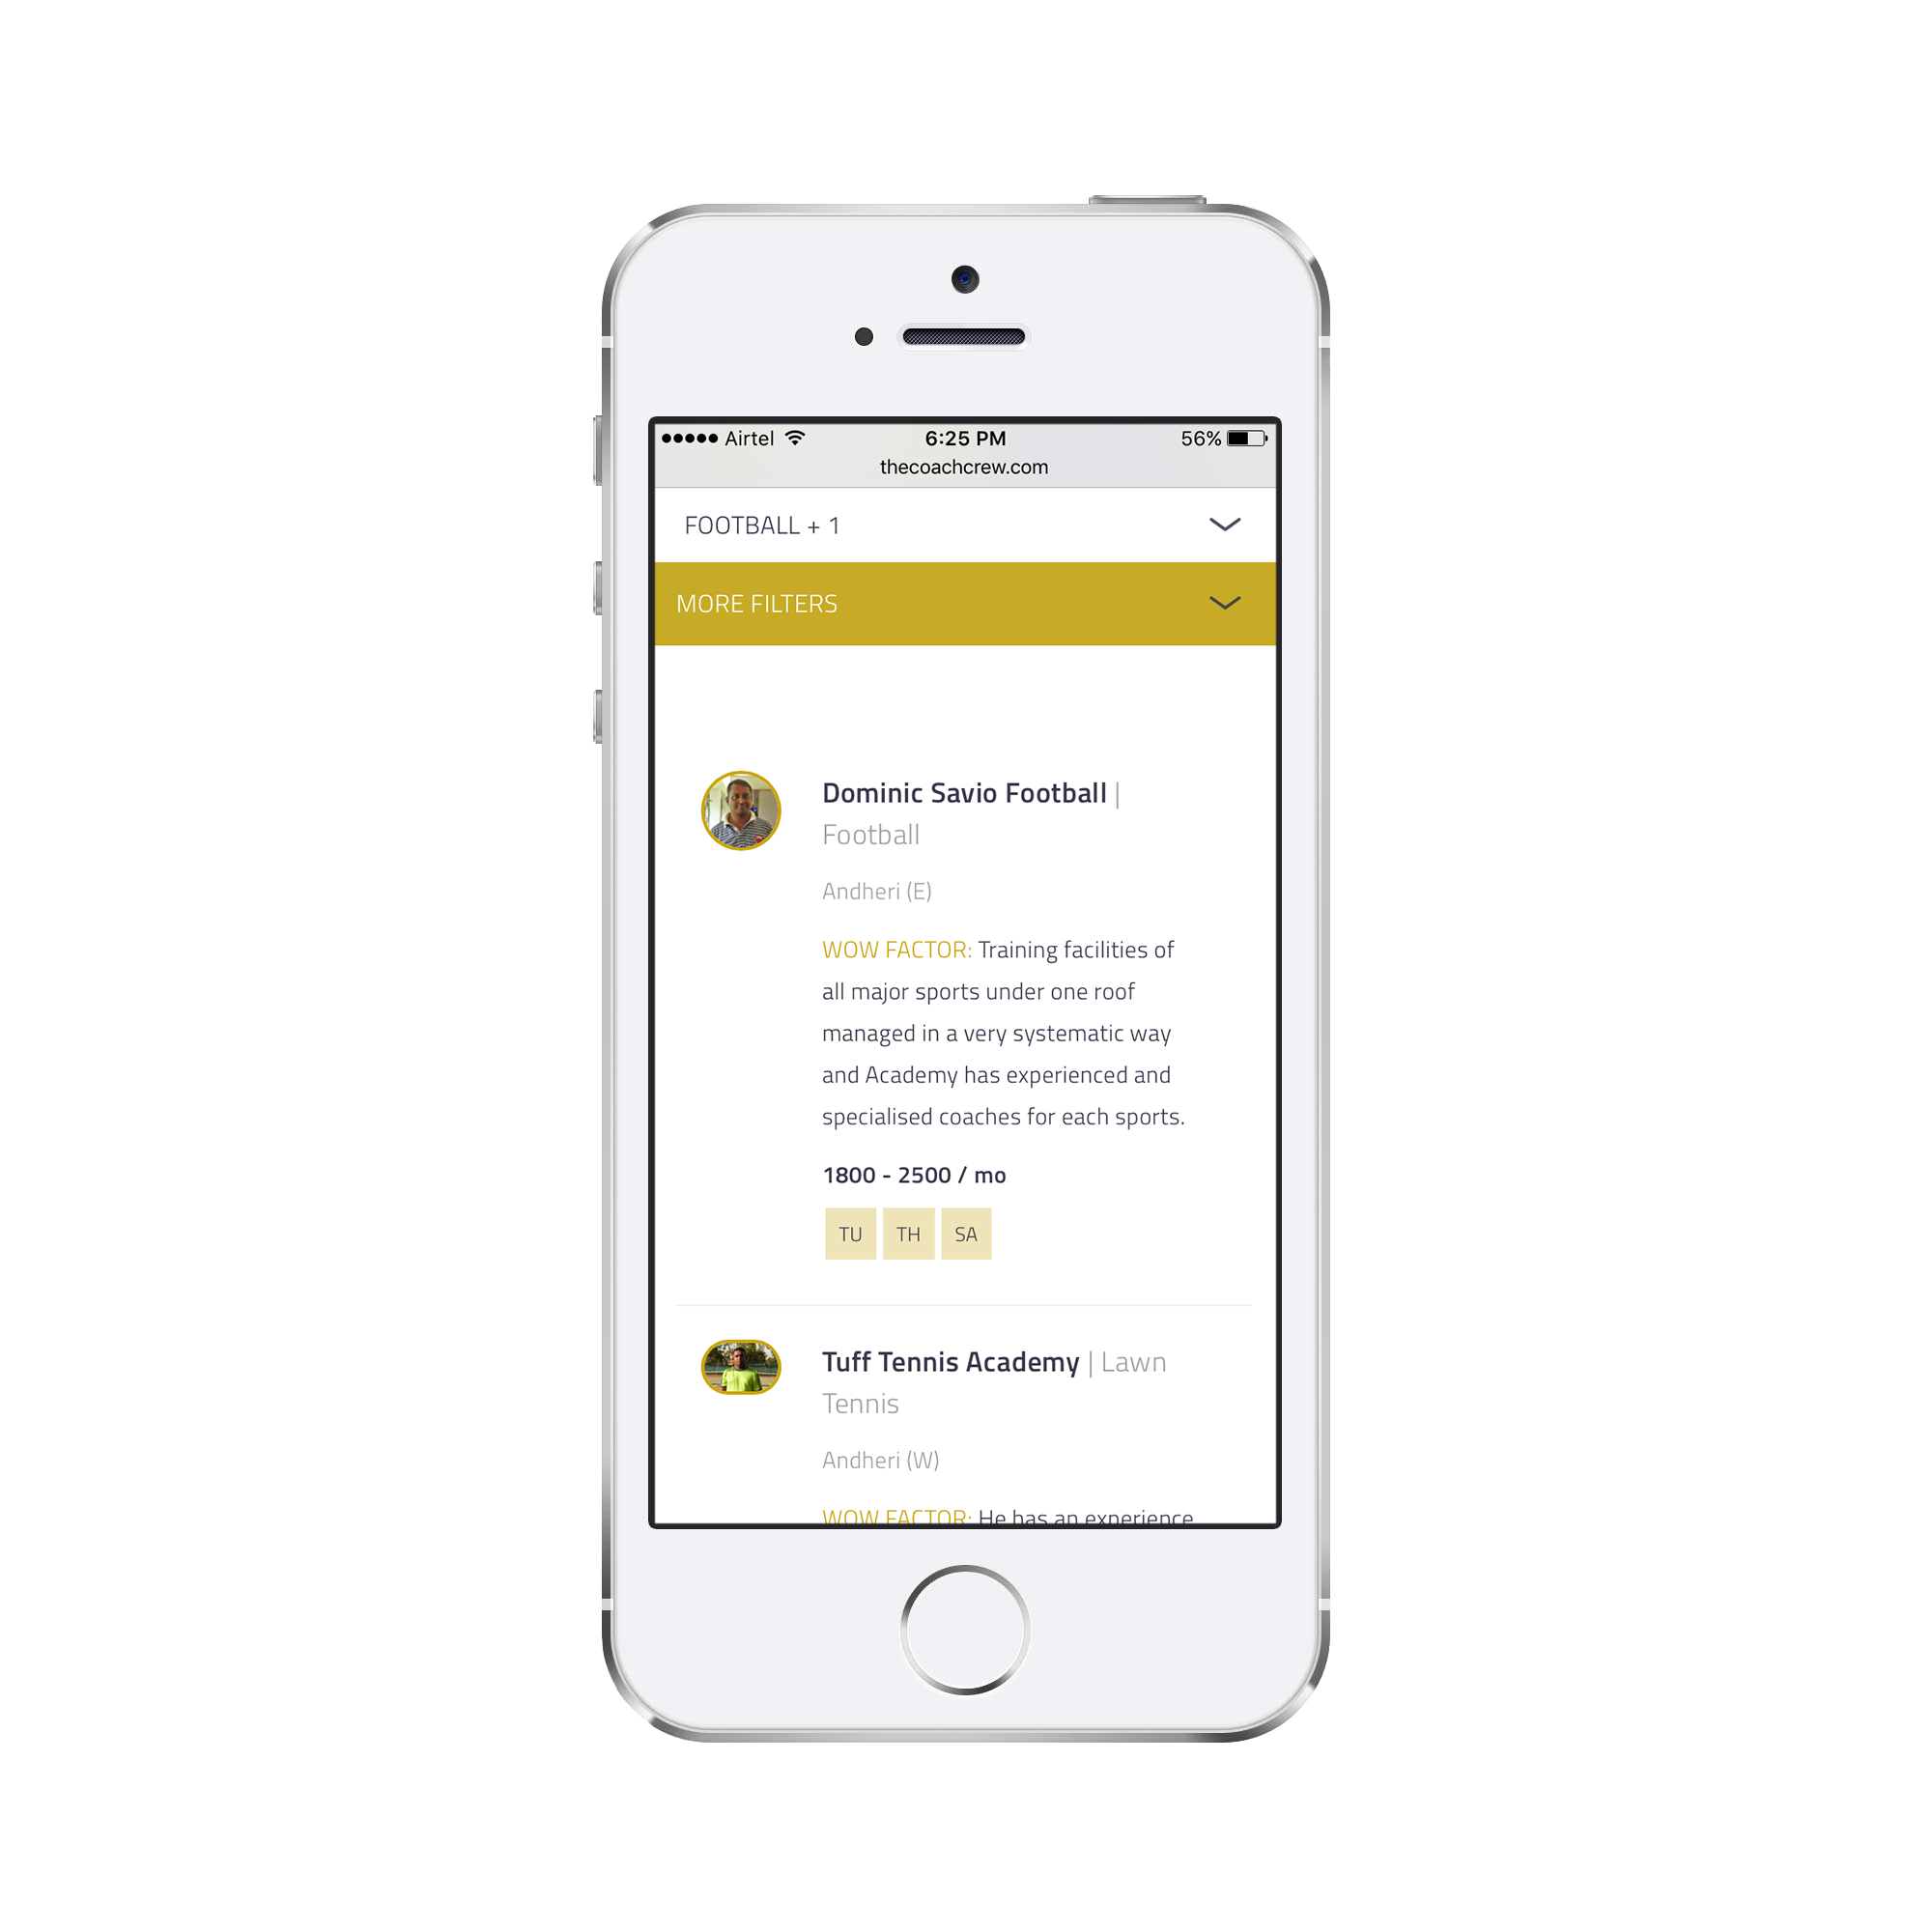 Airtel 6:25 PM 56%
thecoachcrew.com
FOOTBALL + 1
MORE FILTERS
Dominic Savio Football |
Football
Andheri (E)
WOW FACTOR: Training facilities of
all major sports under one roof
managed in a very systematic way
and Academy has experienced and
specialised coaches for each sports.
1800 - 2500 / mo
TU TH SA
Tuff Tennis Academy | Lawn
Tennis
Andheri (W)
WOW FACTOR: He has an experience